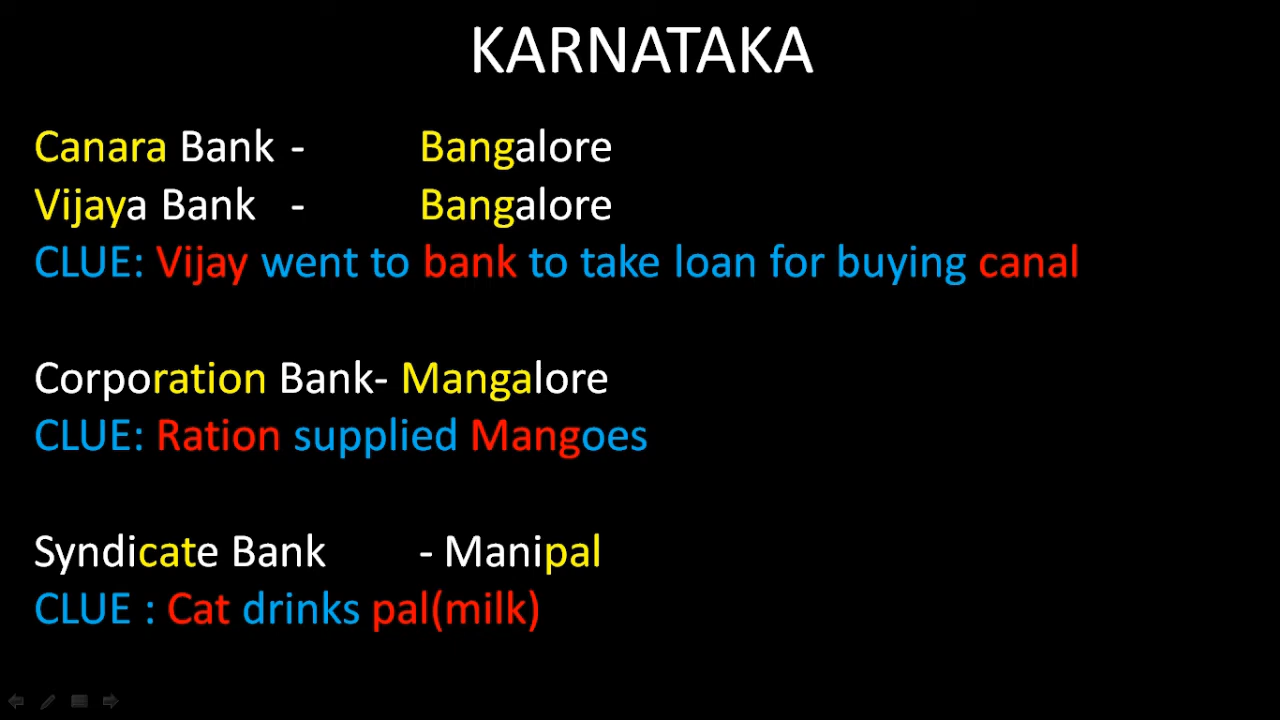 KARNATAKA
Canara Bank - Bangalore
Vijaya Bank - Bangalore
CLUE: Vijay went to bank to take loan for buying canal
Corporation Bank- Mangalore
CLUE: Ration supplied Mangoes
Syndicate Bank - Manipal
CLUE : Cat drinks pal(milk)